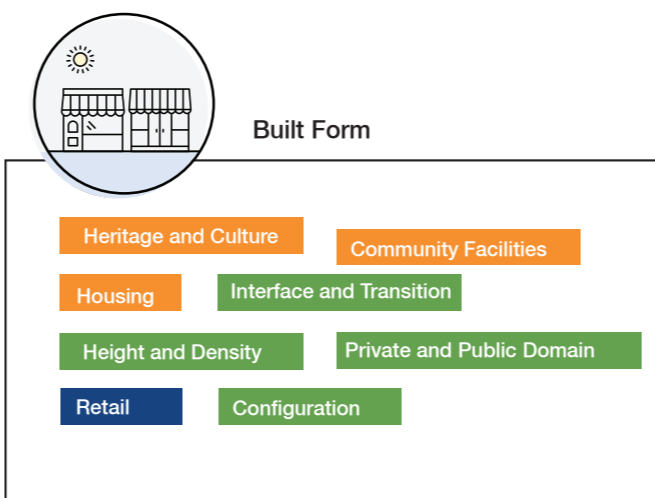 Built Form
Heritage and Culture
Community Facilities
Housing
Interface and Transition
Height and Density
Private and Public Domain
Retail
Configuration